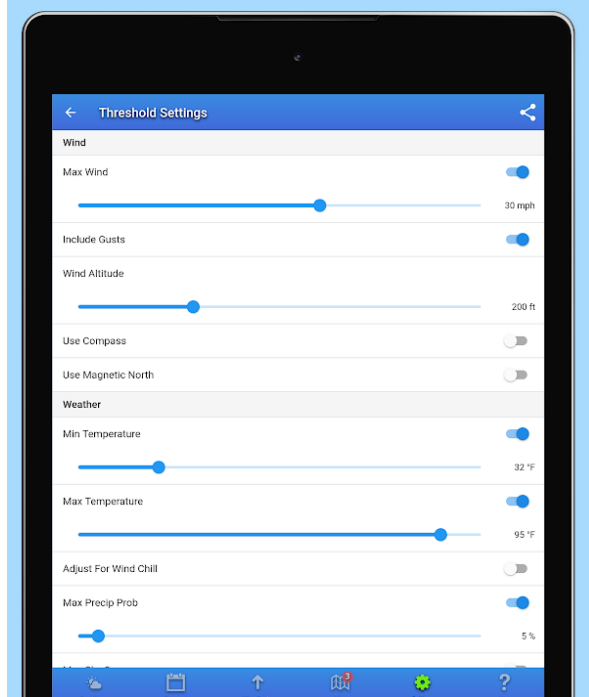 Threshold Settings
Wind
Max Wind
30 mph
Include Gusts
Wind Altitude
200 ft
Use Compass
Use Magnetic North
Weather
Min Temperature
32 °F
Max Temperature
95 °F
Adjust For Wind Chill
Max Precip Prob
5 %
3
?